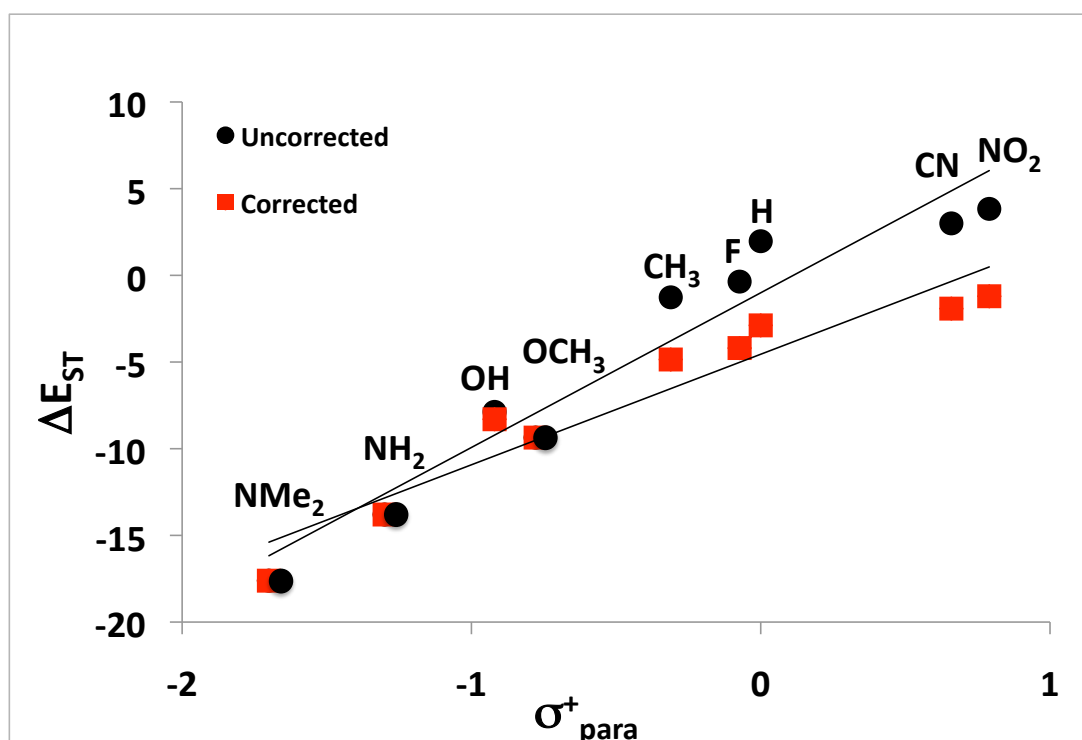 10
Uncorrected
CN NO₂
5
Corrected
H
F
CH₃
0
OCH₃
-5
OH
ΔE_ST
NH₂
-10
NMe₂
-15
-20
-2 -1 0 1
σ⁺para